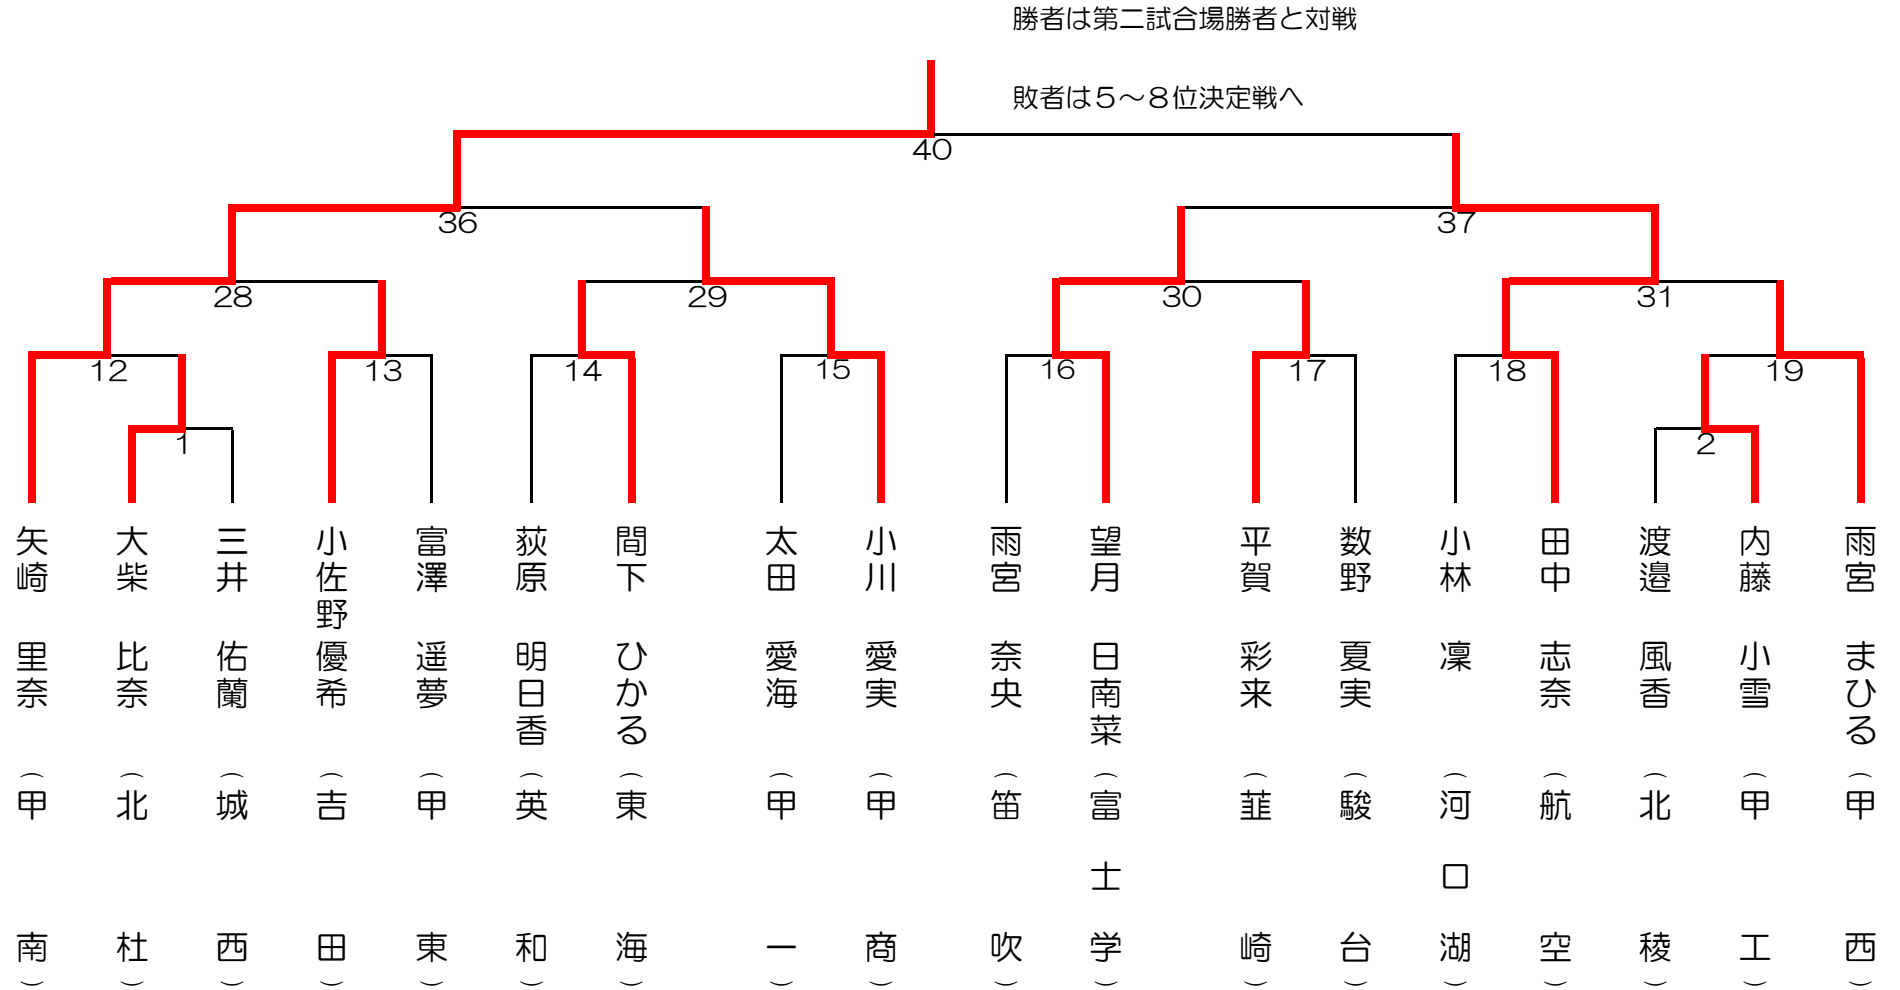 勝者は第二試合場勝者と対戦
敗者は５～８位決定戦へ
40
36
37
28
29
30
31
12
13
14
15
16
17
18
19
1
2
矢崎 里奈（甲南）
大柴 比奈（北杜）
三井 佑蘭（城西）
小佐野 優希（吉田）
富澤 遥夢（甲東）
荻原 明日香（英和）
間下 ひかる（東海）
太田 愛海（甲一）
小川 愛実（甲商）
雨宮 奈央（笛吹）
望月 日南菜（富士学）
平賀 彩来（韮崎）
数野 夏実（駿台）
小林 凜（河口湖）
田中 志奈（航空）
渡邉 風香（北稜）
内藤 小雪（甲工）
雨宮 まひる（甲西）